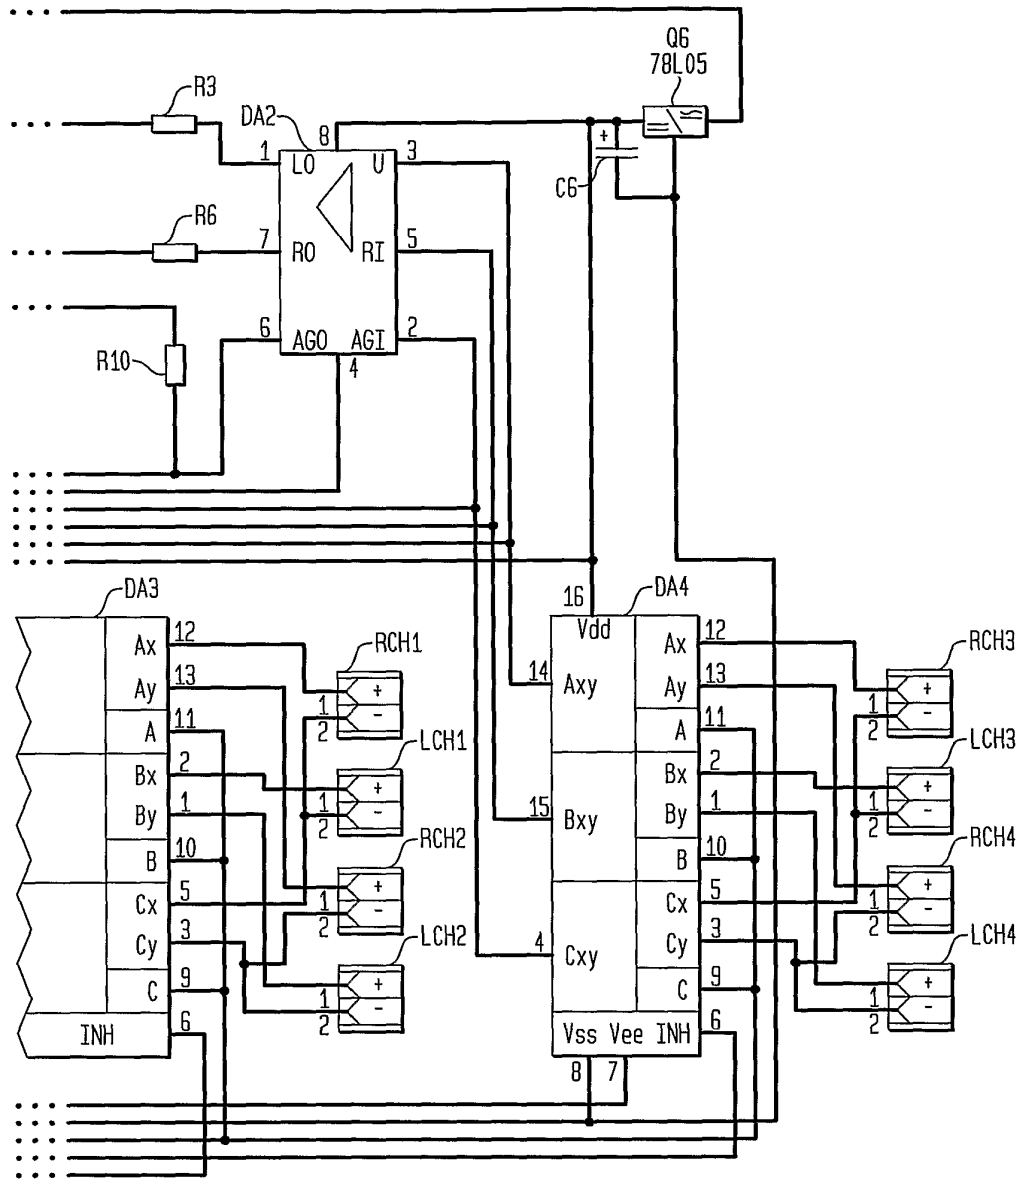 Q6
78L05
R3
DA2
8
1 LO U 3
+
C6
R6
7 RO RI 5
6 AGO AGI 2
R10
4
DA3
16
DA4
Vdd
Ax 12
Ay 13
A 11
Bx 2
By 1
B 10
Cx 5
Cy 3
C 9
INH 6
RCH1
+
1 -
2
LCH1
+
1 -
2
RCH2
+
1 -
2
LCH2
+
1 -
2
14 Axy
15 Bxy
4 Cxy
Ax 12
Ay 13
A 11
Bx 2
By 1
B 10
Cx 5
Cy 3
C 9
Vss Vee INH 6
8 7
RCH3
+
1 -
2
LCH3
+
1 -
2
RCH4
+
1 -
2
LCH4
+
1 -
2